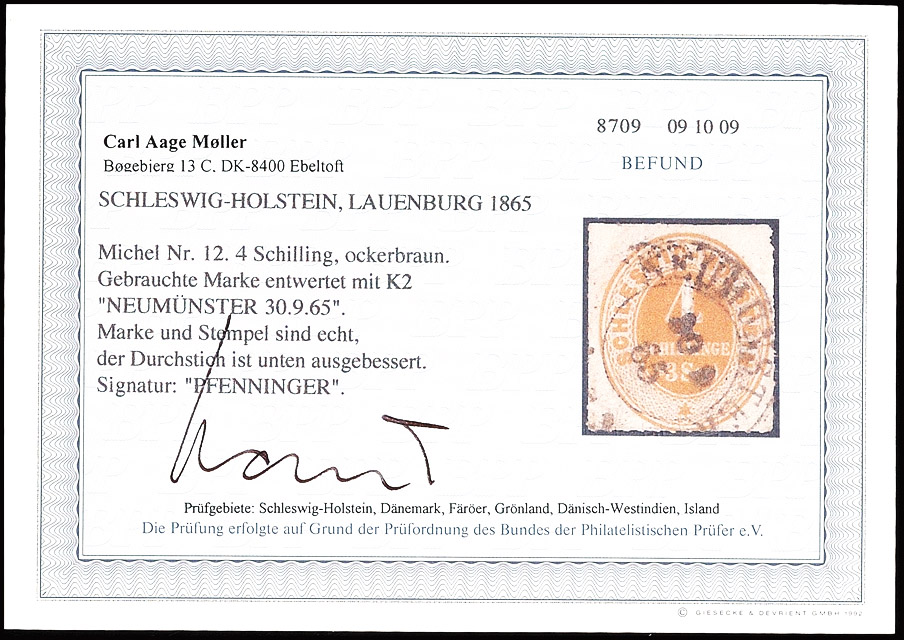 8709 09 10 09
Carl Aage Møller
BEFUND
Bøgebjerg 13 C. DK-8400 Ebeltoft
SCHLESWIG-HOLSTEIN, LAUENBURG 1865
Michel Nr. 12. 4 Schilling, ockerbraun.
Gebrauchte Marke entwertet mit K2
"NEUMÜNSTER 30.9.65".
Marke und Stempel sind echt,
der Durchstich ist unten ausgebessert.
Signatur: "PFENNINGER".
4
Prüfgebiete: Schleswig-Holstein, Dänemark, Färöer, Grönland, Dänisch-Westindien, Island
Die Prüfung erfolgte auf Grund der Prüfordnung des Bundes der Philatelistischen Prüfer e.V.
© GIESECKE & DEVRIENT GMBH 1992